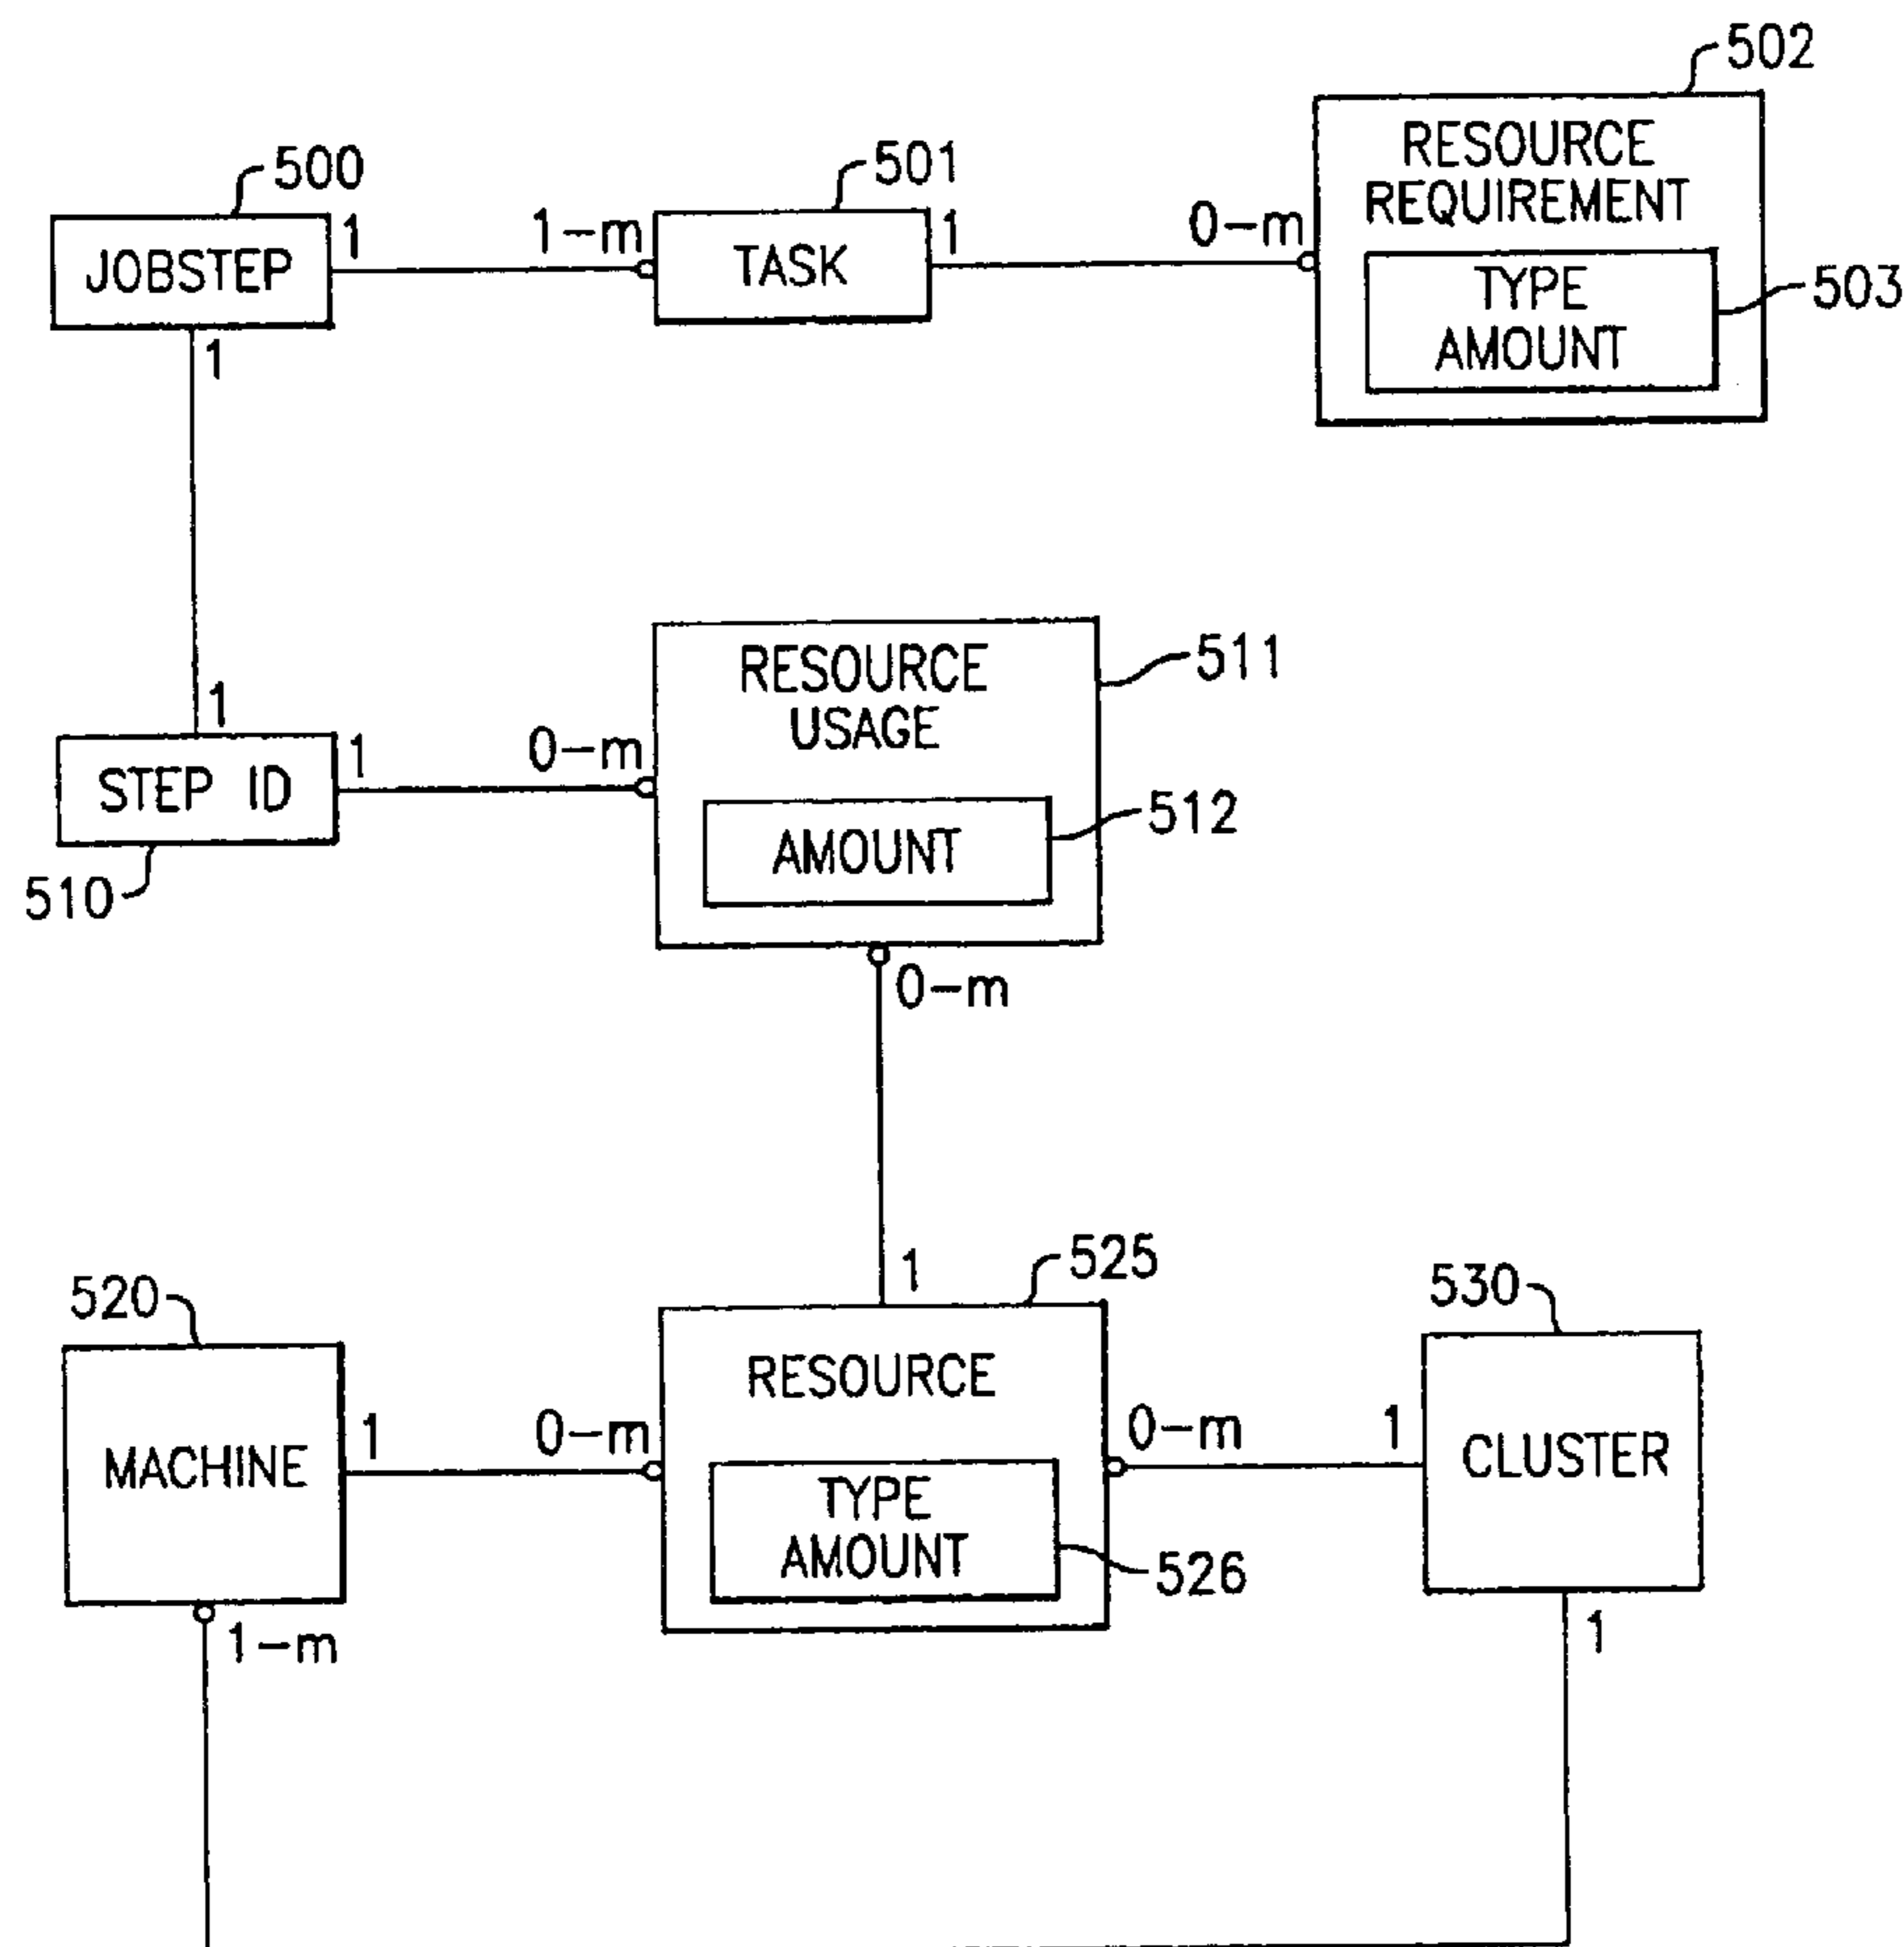 502
RESOURCE
REQUIREMENT
500
501
1
1-m
1
0-m
JOBSTEP
TASK
TYPE
AMOUNT
503
1
RESOURCE
USAGE
511
1
1
0-m
STEP ID
AMOUNT
512
510
0-m
1
525
520
530
RESOURCE
1
0-m
0-m
1
MACHINE
CLUSTER
TYPE
AMOUNT
526
1-m
1